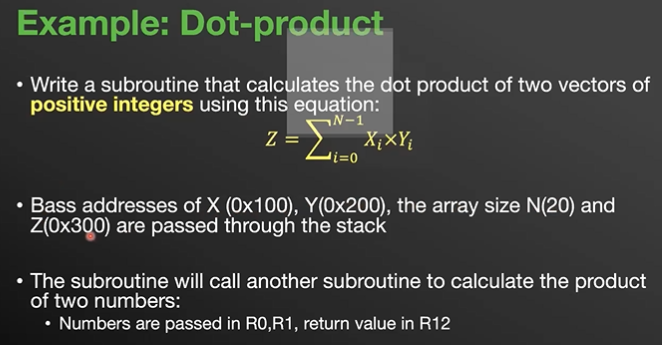 Example: Dot-product
• Write a subroutine that calculates the dot product of two vectors of
positive integers using this equation:
Z = ∑_{i=0}^{N−1} X_i×Y_i
• Bass addresses of X (0x100), Y(0x200), the array size N(20) and
Z(0x300) are passed through the stack
• The subroutine will call another subroutine to calculate the product
of two numbers:
• Numbers are passed in R0,R1, return value in R12